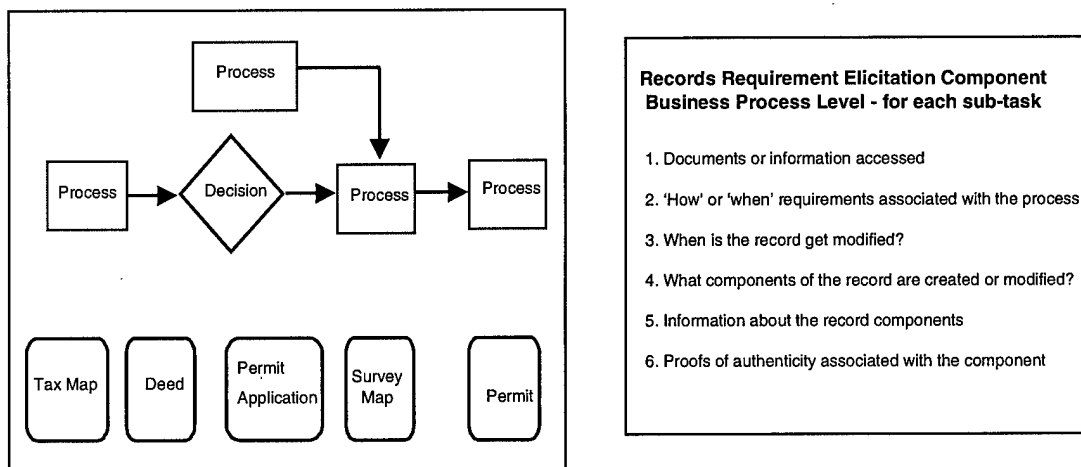 Process
Process
Decision
Process
Process
Tax Map
Deed
Permit
Application
Survey
Map
Permit
Records Requirement Elicitation Component
Business Process Level - for each sub-task
1. Documents or information accessed
2. 'How' or 'when' requirements associated with the process
3. When is the record get modified?
4. What components of the record are created or modified?
5. Information about the record components
6. Proofs of authenticity associated with the component